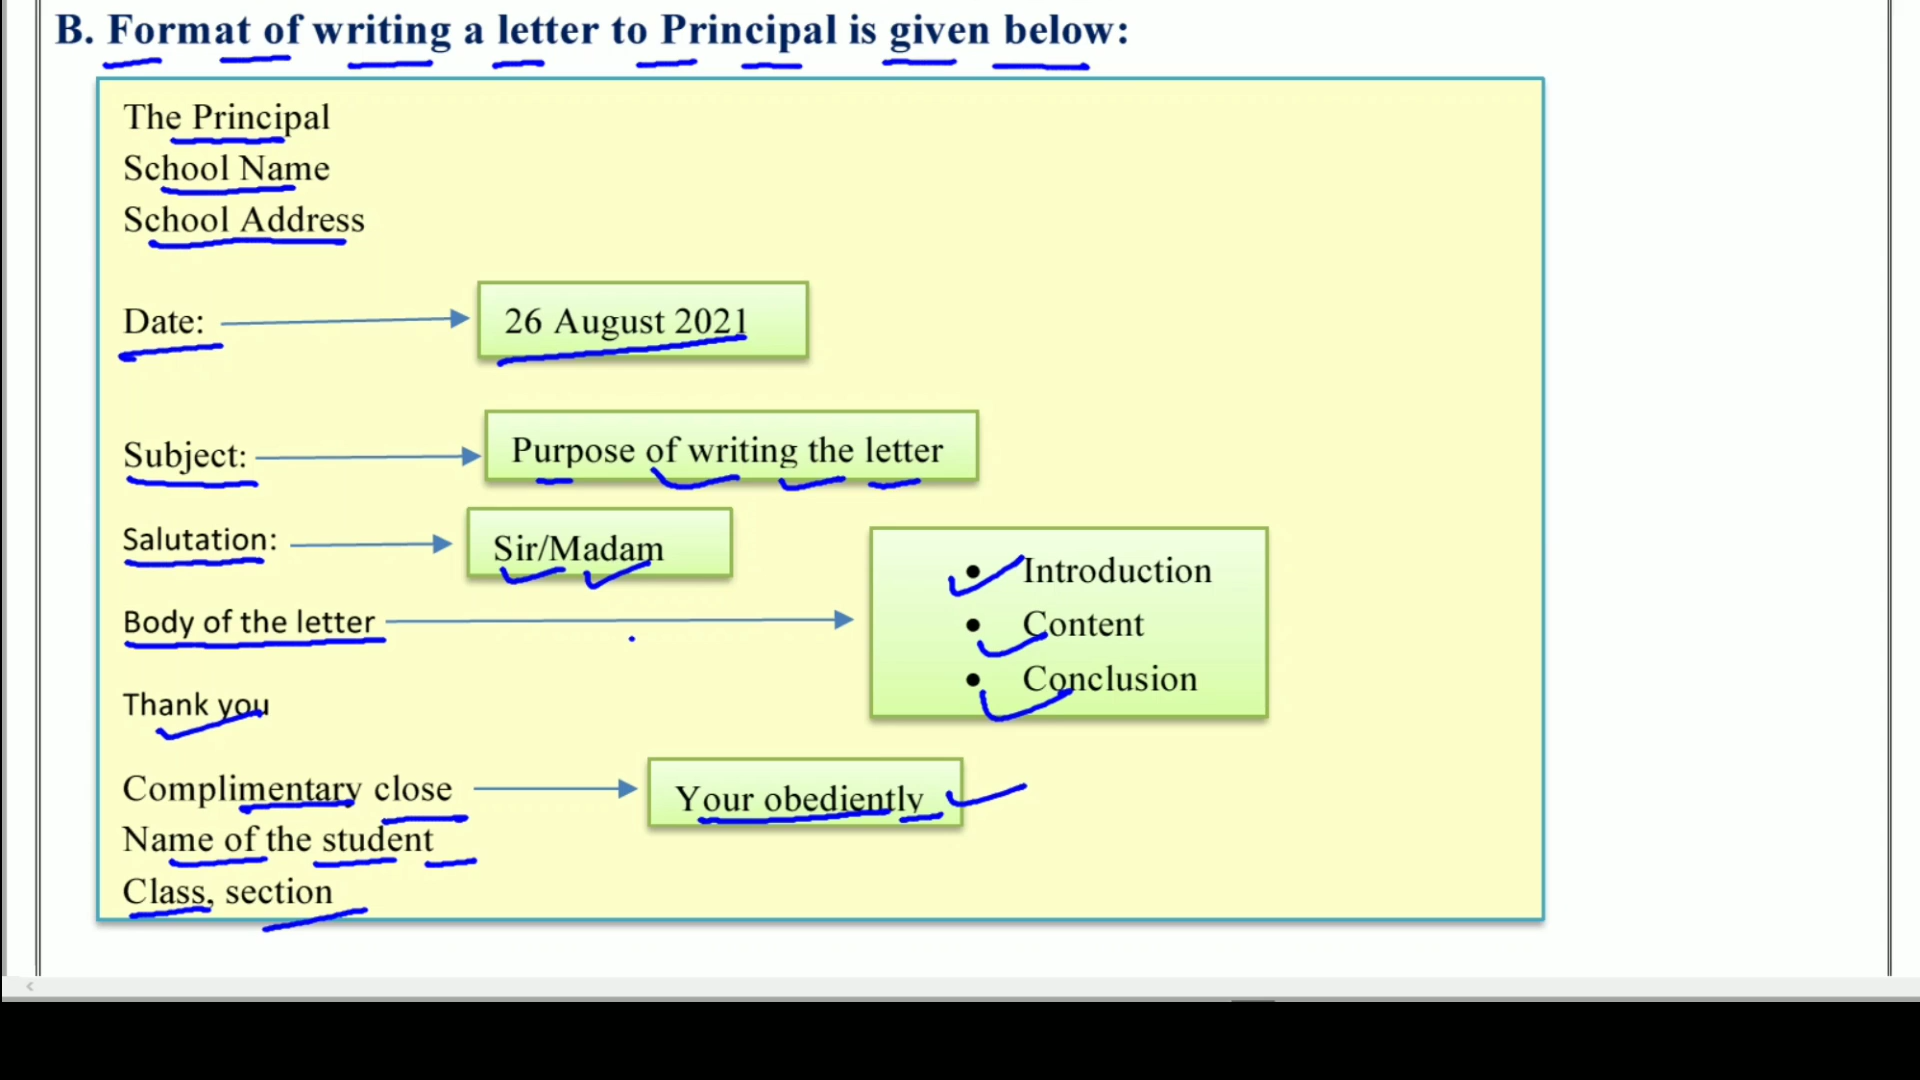 B. Format of writing a letter to Principal is given below:
The Principal
School Name
School Address
Date:
26 August 2021
Subject:
Purpose of writing the letter
Salutation:
Sir/Madam
Body of the letter
• Introduction
• Content
• Conclusion
Thank you
Complimentary close
Your obediently
Name of the student
Class, section